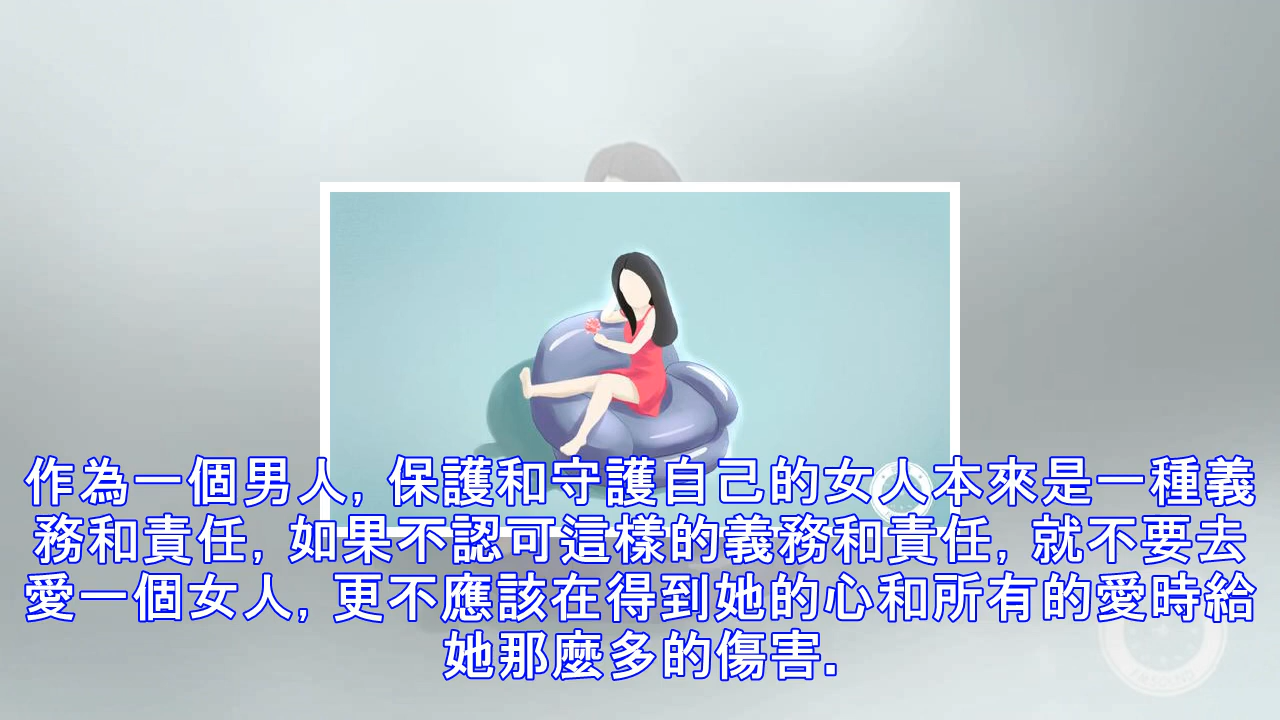 作為一個男人, 保護和守護自己的女人本來是一種義
務和責任, 如果不認可這樣的義務和責任, 就不要去
愛一個女人, 更不應該在得到她的心和所有的愛時給
她那麼多的傷害.